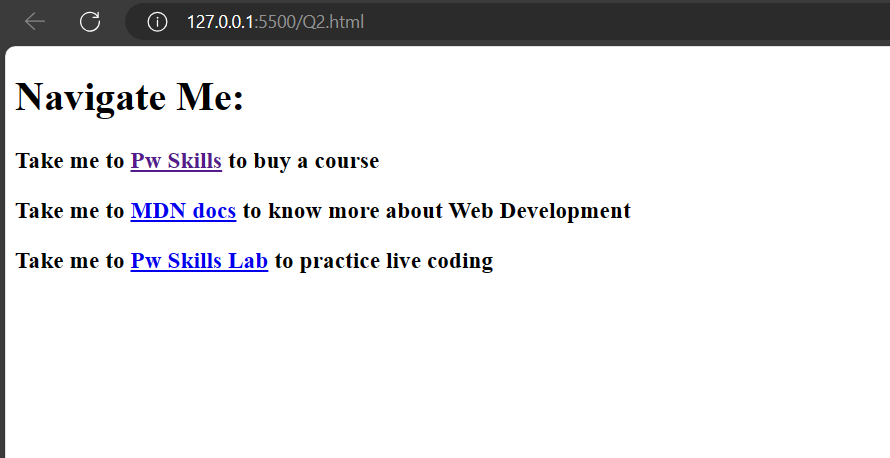 127.0.0.1:5500/Q2.html
Navigate Me:
Take me to Pw Skills to buy a course
Take me to MDN docs to know more about Web Development
Take me to Pw Skills Lab to practice live coding